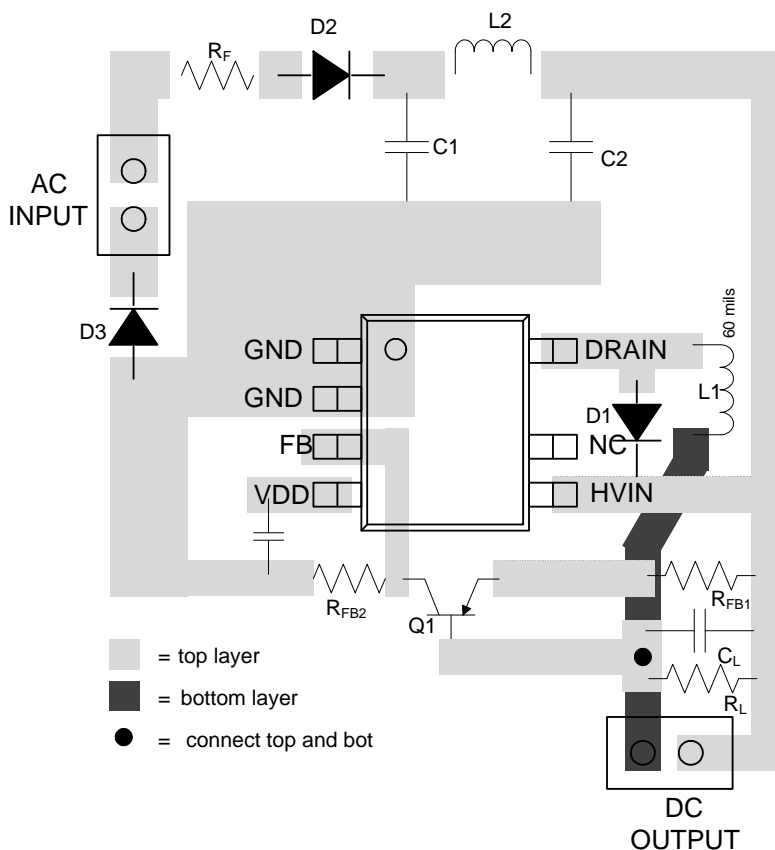 D2
L2
RF
C1
C2
AC
INPUT
60 mils
D3
GND
DRAIN
L1
GND
D1
FB
NC
VDD
HVIN
RFB2
RFB1
Q1
CL
RL
= top layer
= bottom layer
= connect top and bot
DC
OUTPUT